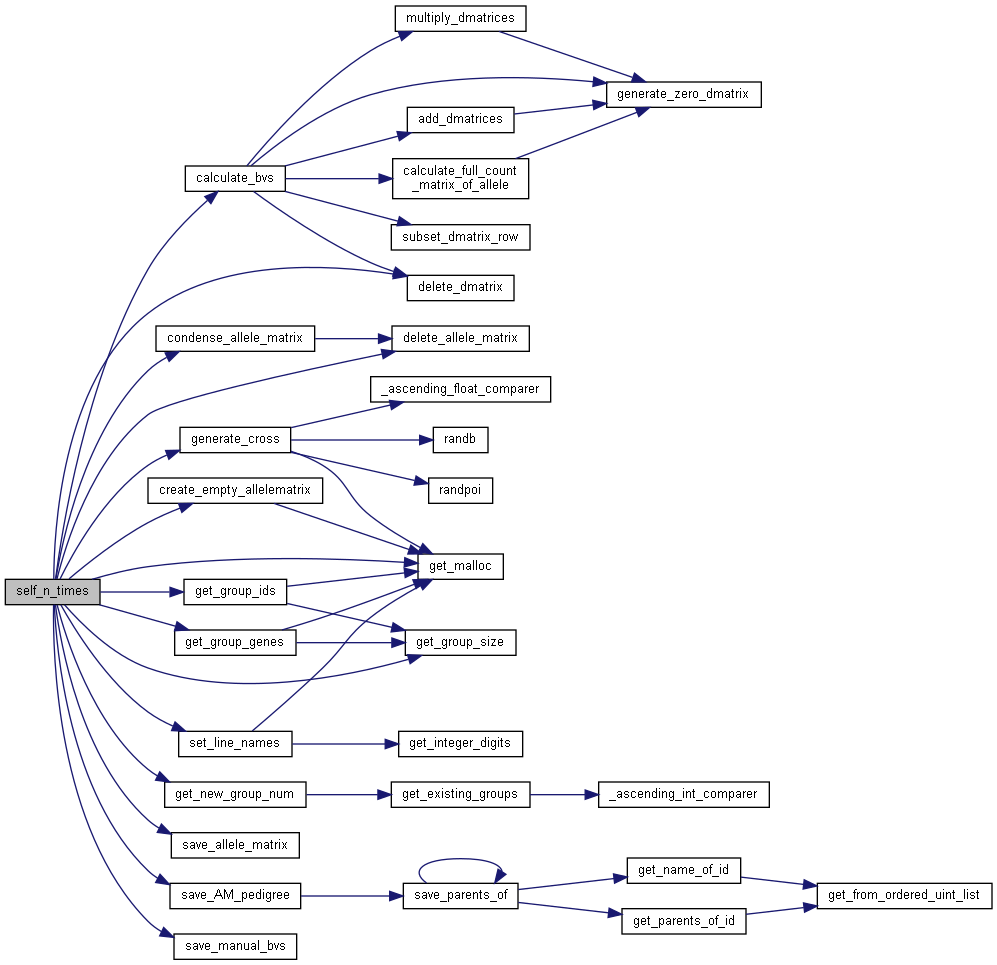 multiply_dmatrices
generate_zero_dmatrix
add_dmatrices
calculate_bvs
calculate_full_count
_matrix_of_allele
subset_dmatrix_row
delete_dmatrix
condense_allele_matrix
delete_allele_matrix
_ascending_float_comparer
generate_cross
randb
create_empty_allelematrix
randpoi
get_malloc
self_n_times
get_group_ids
get_group_genes
get_group_size
set_line_names
get_integer_digits
get_new_group_num
get_existing_groups
_ascending_int_comparer
save_allele_matrix
get_name_of_id
save_AM_pedigree
save_parents_of
get_from_ordered_uint_list
get_parents_of_id
save_manual_bvs